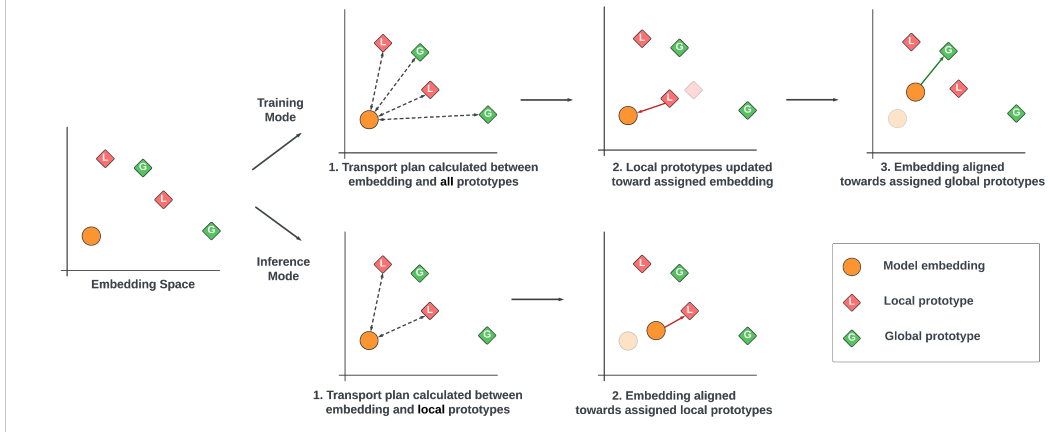 L
G
L
G
Embedding Space
Training
Mode
L
G
L
G
1. Transport plan calculated between
embedding and all prototypes
L
G
L
G
2. Local prototypes updated
toward assigned embedding
L
G
L
G
3. Embedding aligned
towards assigned global prototypes
Inference
Mode
L
G
L
G
1. Transport plan calculated between
embedding and local prototypes
L
G
L
G
2. Embedding aligned
towards assigned local prototypes
Model embedding
L Local prototype
G Global prototype